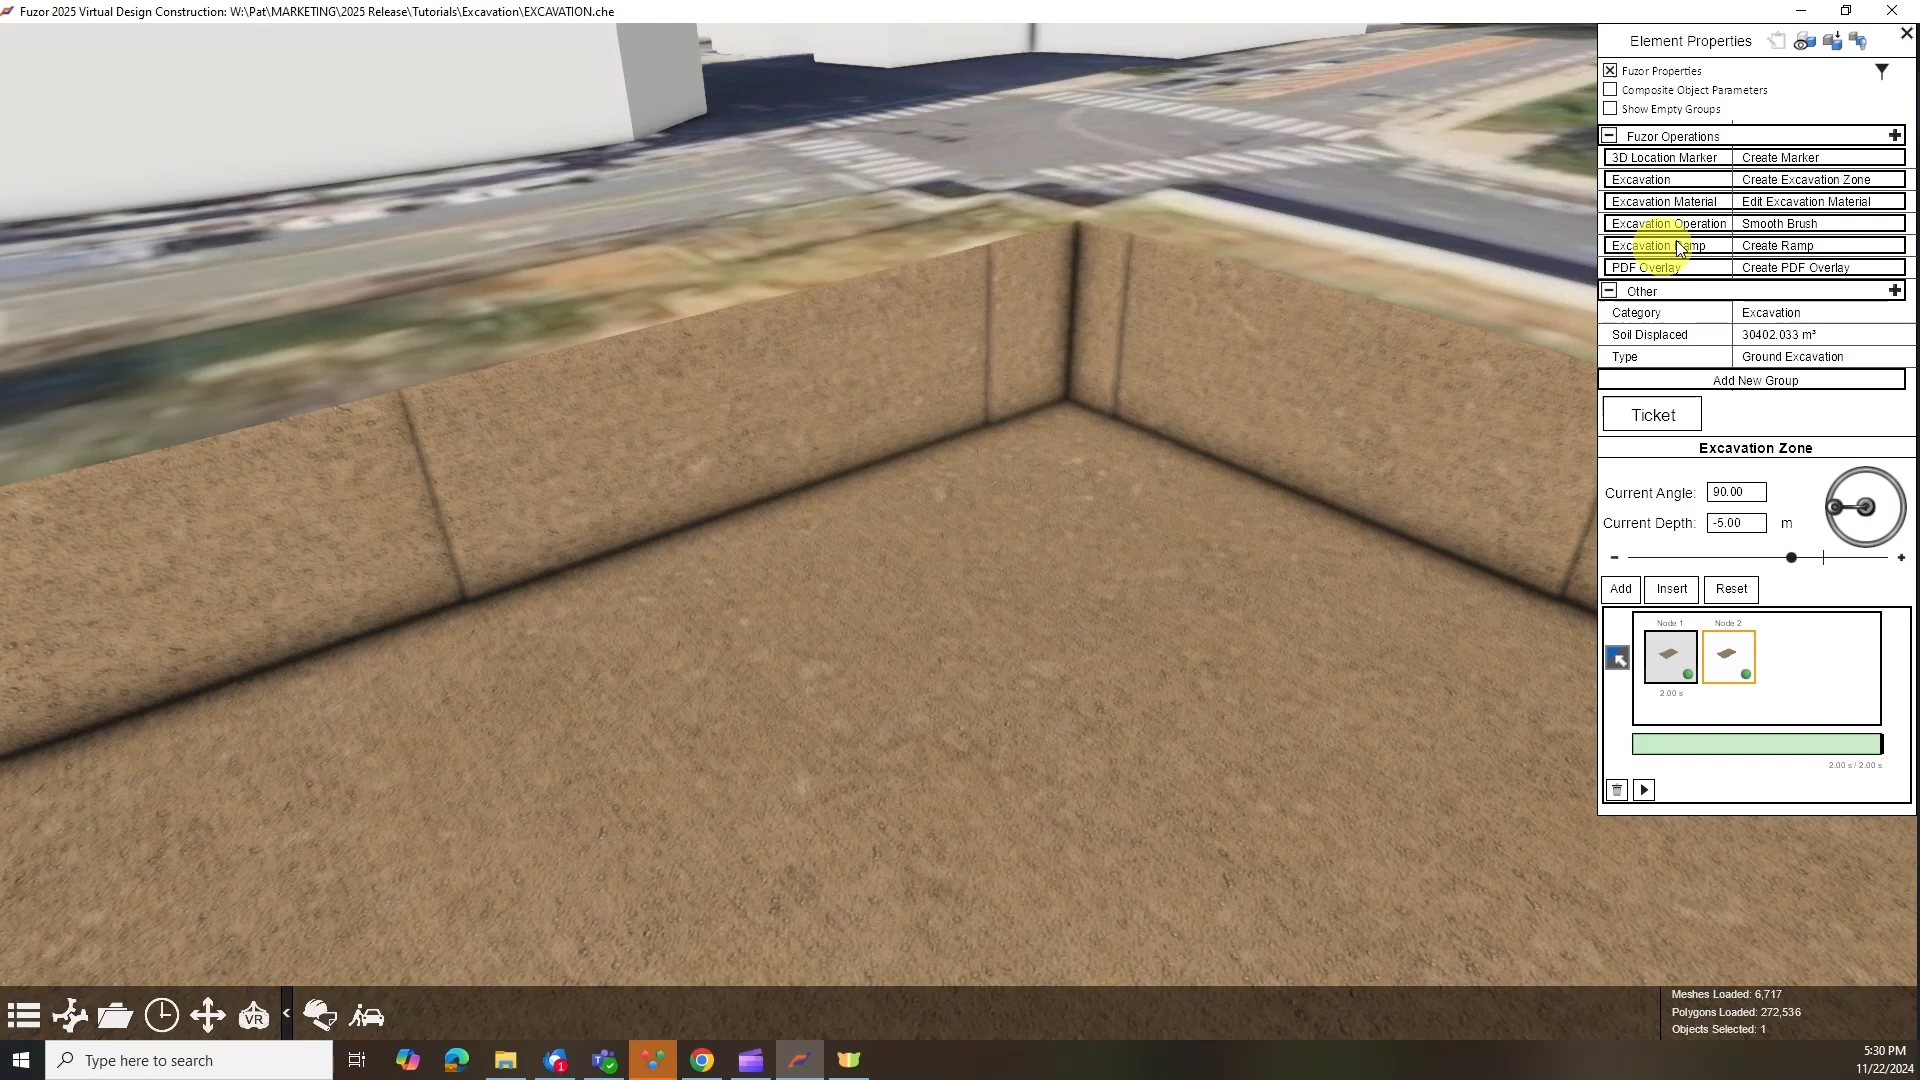 Fuzor 2025 Virtual Design Construction: W:\Pat\MARKETING\2025 Release\Tutorials\Excavation\EXCAVATION.che
Element Properties
Fuzor Properties
Composite Object Parameters
Show Empty Groups
Fuzor Operations
3D Location Marker Create Marker
Excavation Create Excavation Zone
Excavation Material Edit Excavation Material
Excavation Operation Smooth Brush
Excavation Ramp Create Ramp
PDF Overlay Create PDF Overlay
Other
Category Excavation
Soil Displaced 30402.033 m³
Type Ground Excavation
Add New Group
Ticket
Excavation Zone
Current Angle: 90.00
Current Depth: -5.00 m
Add Insert Reset
Node 1 Node 2
2.00 s
2.00 s / 2.00 s
VR
Meshes Loaded: 6,717
Polygons Loaded: 272,536
Objects Selected: 1
Type here to search
1
5:30 PM
11/22/2024